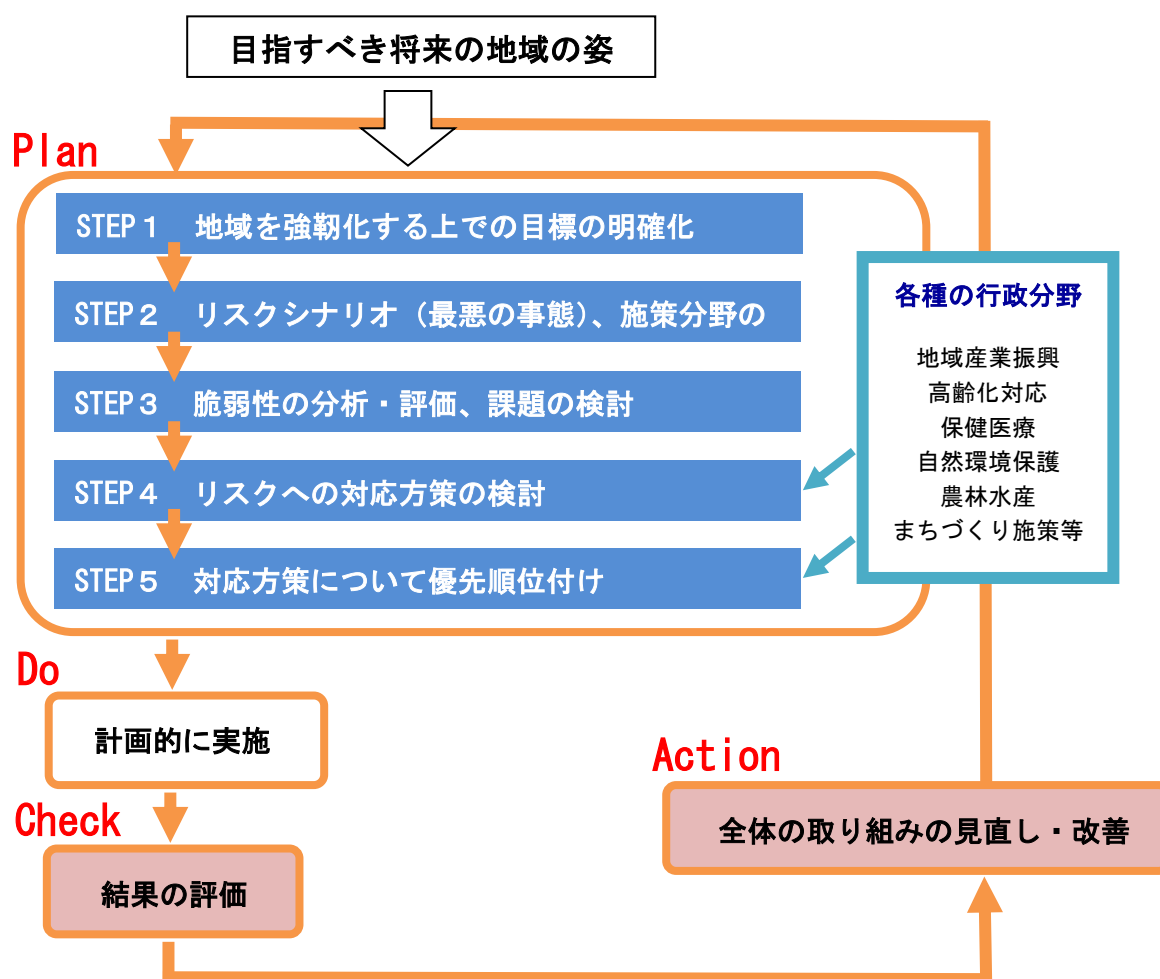 目指すべき将来の地域の姿
Plan
STEP１　地域を強靭化する上での目標の明確化
STEP２　リスクシナリオ（最悪の事態）、施策分野の
STEP３　脆弱性の分析・評価、課題の検討
STEP４　リスクへの対応方策の検討
STEP５　対応方策について優先順位付け
各種の行政分野
地域産業振興
高齢化対応
保健医療
自然環境保護
農林水産
まちづくり施策等
Do
計画的に実施
Check
結果の評価
Action
全体の取り組みの見直し・改善